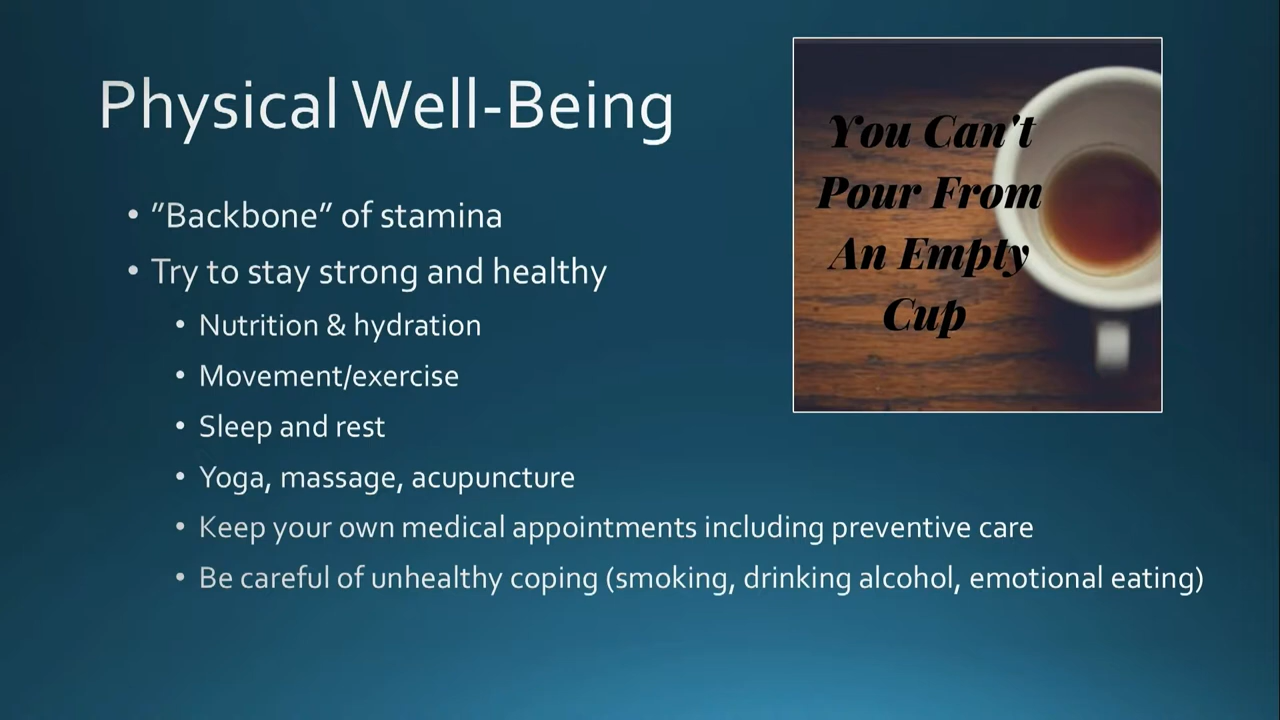 Physical Well-Being
• ”Backbone” of stamina
• Try to stay strong and healthy
• Nutrition & hydration
• Movement/exercise
• Sleep and rest
• Yoga, massage, acupuncture
• Keep your own medical appointments including preventive care
• Be careful of unhealthy coping (smoking, drinking alcohol, emotional eating)
You Can't
Pour From
An Empty
Cup